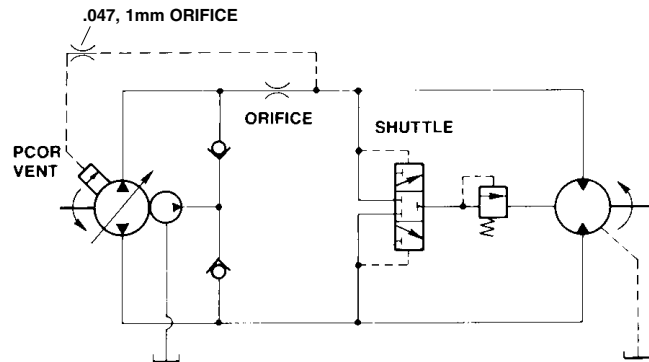 .047, 1mm ORIFICE
ORIFICE
SHUTTLE
PCOR
VENT